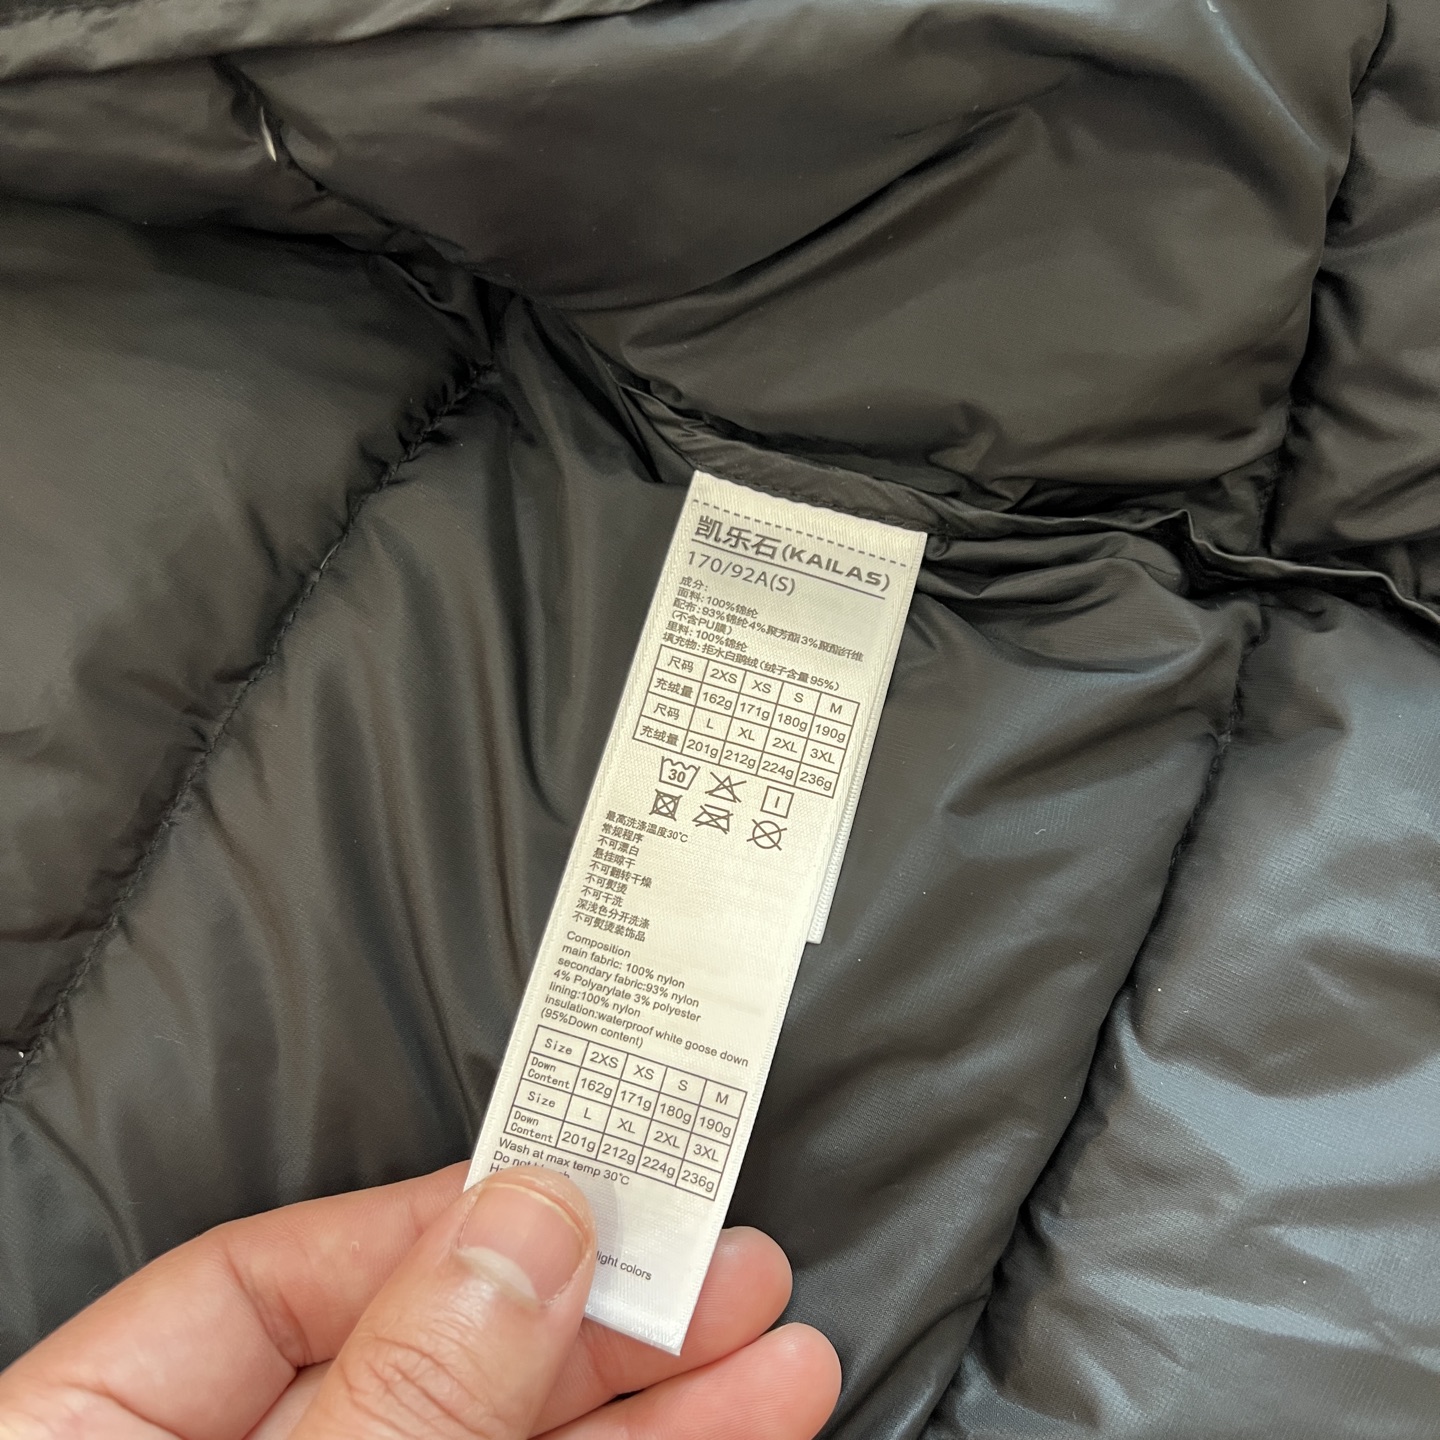 凯乐石(KAILAS)
170/92A(S)
成分:
面料: 100%锦纶
配布: 93%锦纶4%聚芳酯3%聚酯纤维
(不含PU膜)
里料: 100%锦纶
填充物: 拒水白鹅绒(绒子含量95%)
尺码 2XS XS S M
充绒量 162g 171g 180g 190g
尺码 L XL 2XL 3XL
充绒量 201g 212g 224g 236g
30
最高洗涤温度30℃
常规程序
不可漂白
悬挂晾干
不可翻转干燥
不可熨烫
不可干洗
深浅色分开洗涤
不可熨烫装饰品
Composition
main fabric: 100% nylon
secondary fabric:93% nylon
4% Polyarylate 3% polyester
lining:100% nylon
Insulation:waterproof white goose down
(95%Down content)
Size 2XS XS S M
Down Content 162g 171g 180g 190g
Size L XL 2XL 3XL
Down Content 201g 212g 224g 236g
Wash at max temp 30℃
Do not
light colors